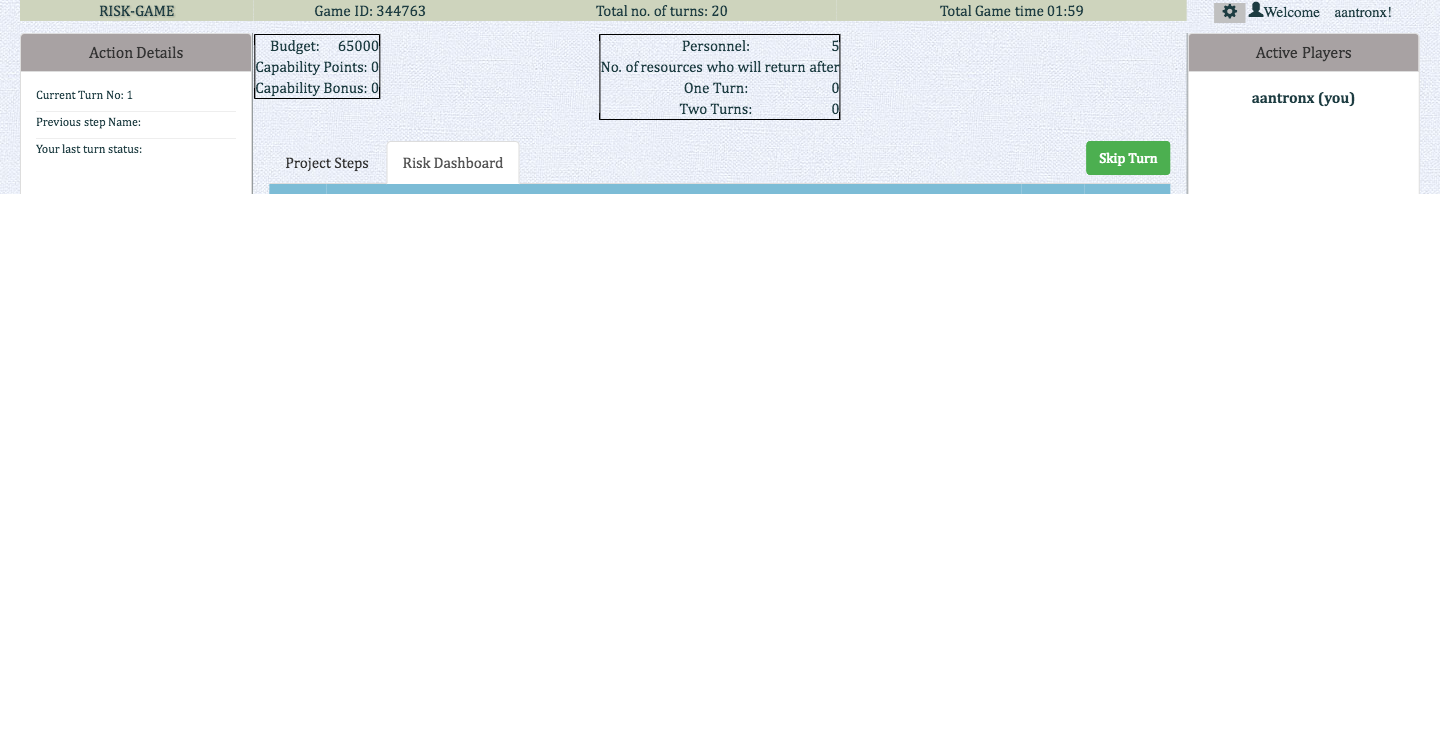 RISK-GAME Game ID: 344763 Total no. of turns: 20 Total Game time 01:59 Welcome aantronx!
Action Details
Current Turn No: 1
Previous step Name:
Your last turn status:
Budget: 65000
Capability Points: 0
Capability Bonus: 0
Personnel: 5
No. of resources who will return after
One Turn: 0
Two Turns: 0
Project Steps Risk Dashboard Skip Turn
Active Players
aantronx (you)